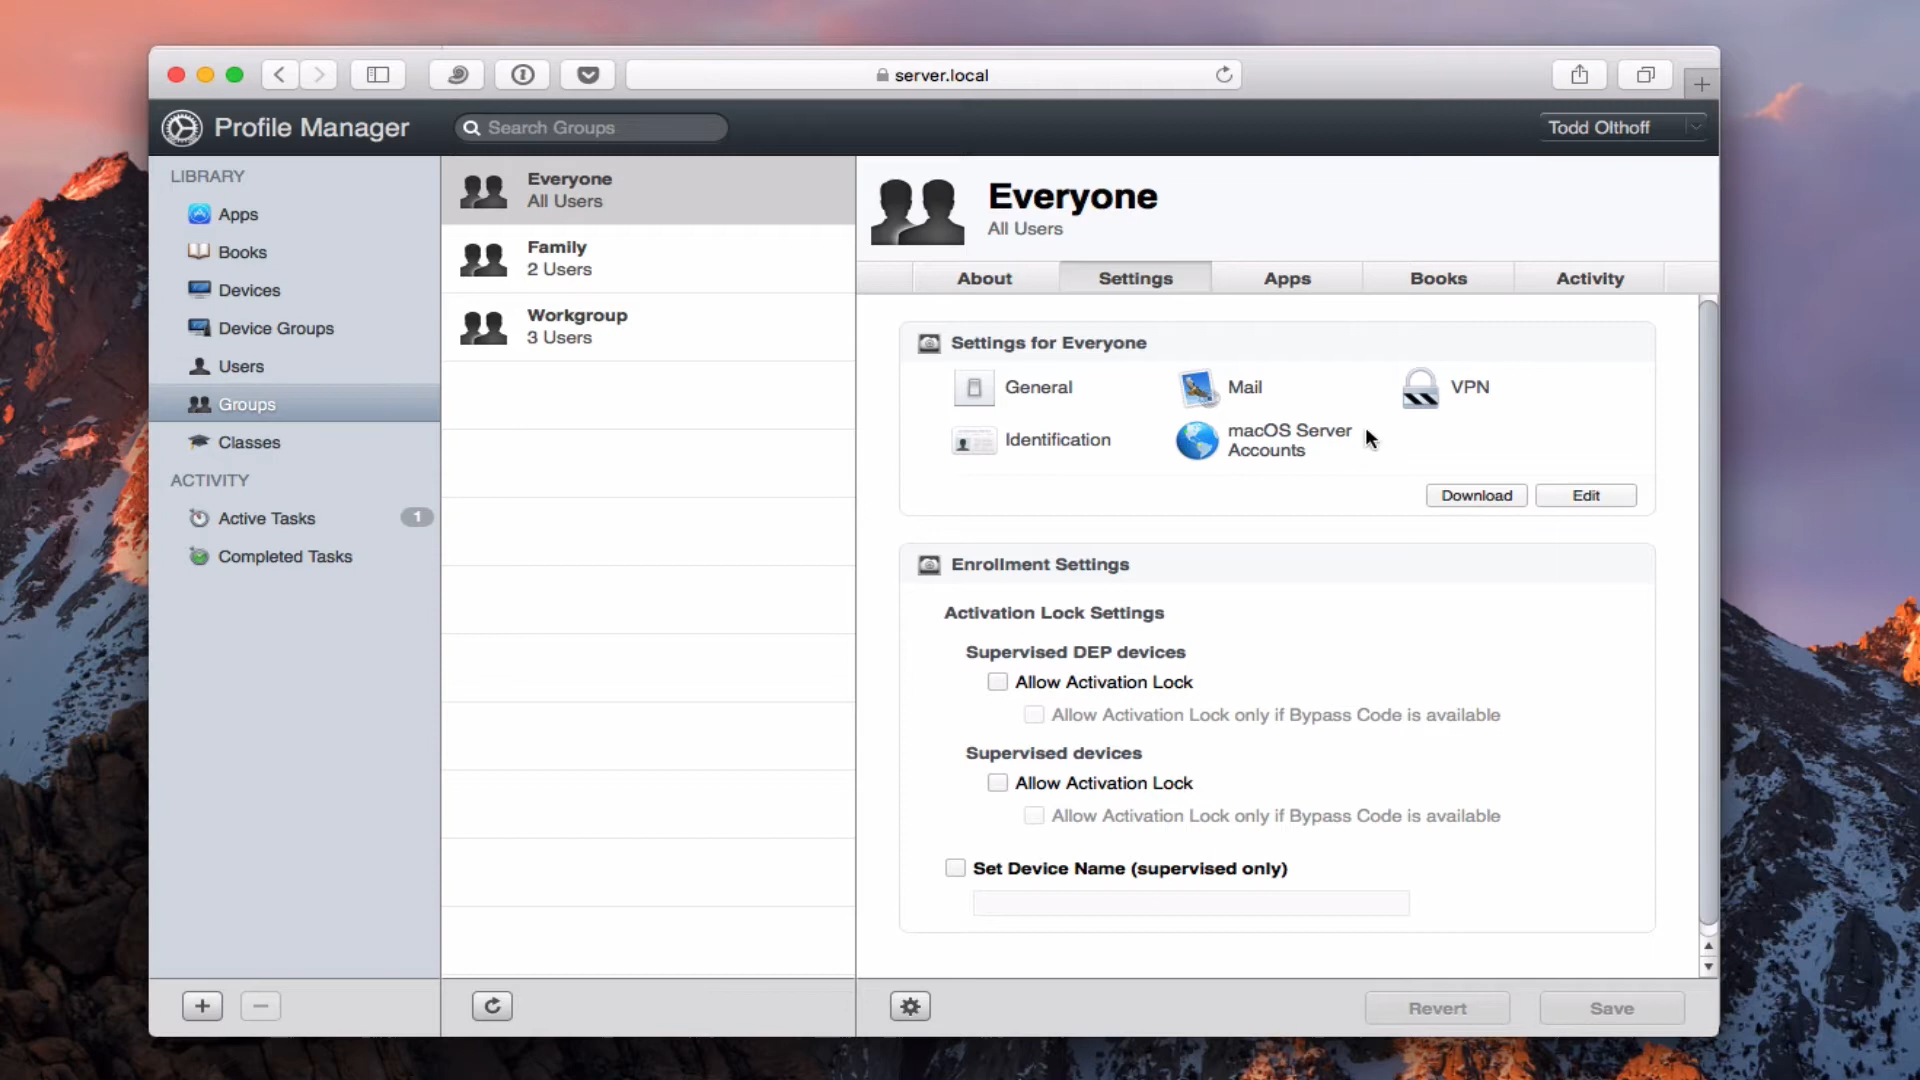 server.local
Profile Manager
Search Groups
Todd Olthoff
LIBRARY
Apps
Books
Devices
Device Groups
Users
Groups
Classes
ACTIVITY
Active Tasks
1
Completed Tasks
Everyone
All Users
Family
2 Users
Workgroup
3 Users
Everyone
All Users
About
Settings
Apps
Books
Activity
Settings for Everyone
General
Mail
VPN
Identification
macOS Server
Accounts
Download
Edit
Enrollment Settings
Activation Lock Settings
Supervised DEP devices
Allow Activation Lock
Allow Activation Lock only if Bypass Code is available
Supervised devices
Allow Activation Lock
Allow Activation Lock only if Bypass Code is available
Set Device Name (supervised only)
Revert
Save